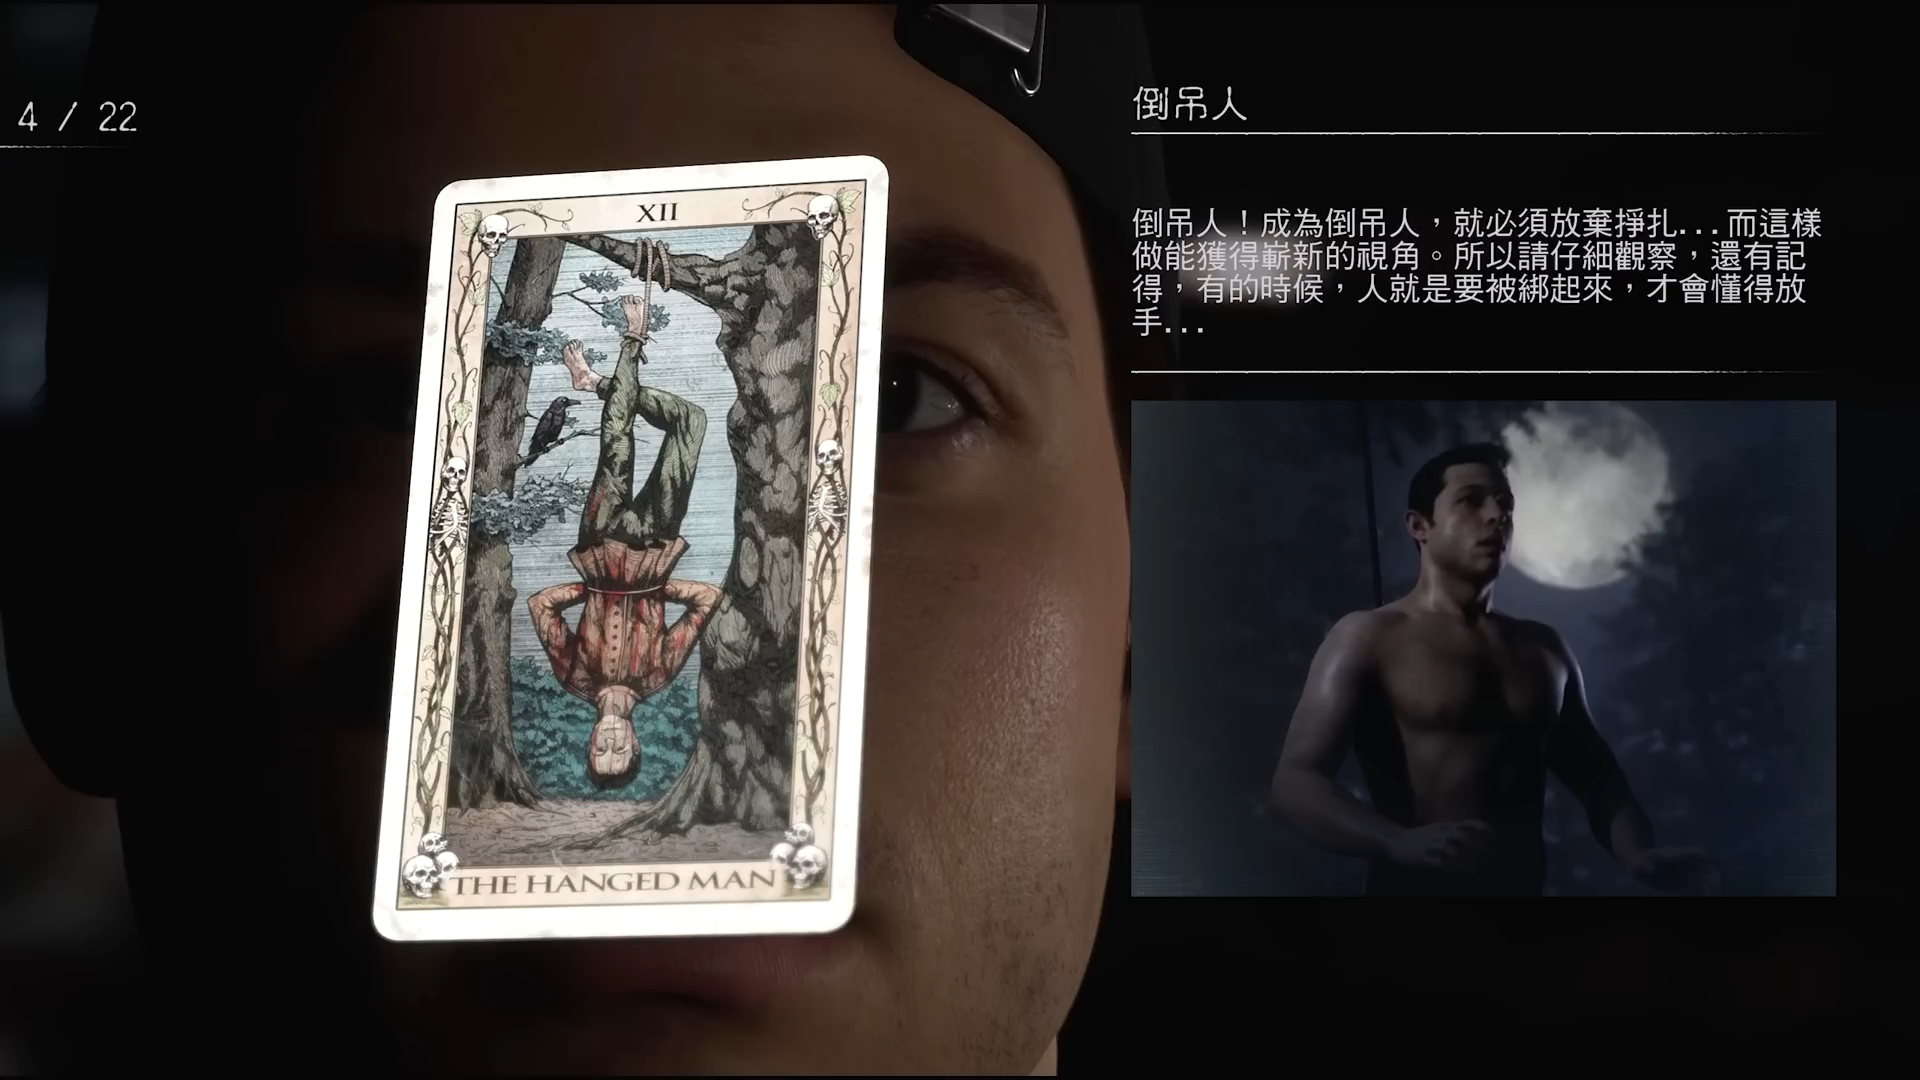 4 / 22
倒吊人
XII
倒吊人！成為倒吊人，就必須放棄掙扎...而這樣
做能獲得嶄新的視角。所以請仔細觀察，還有記
得，有的時候，人就是要被綁起來，才會懂得放
手...
THE HANGED MAN